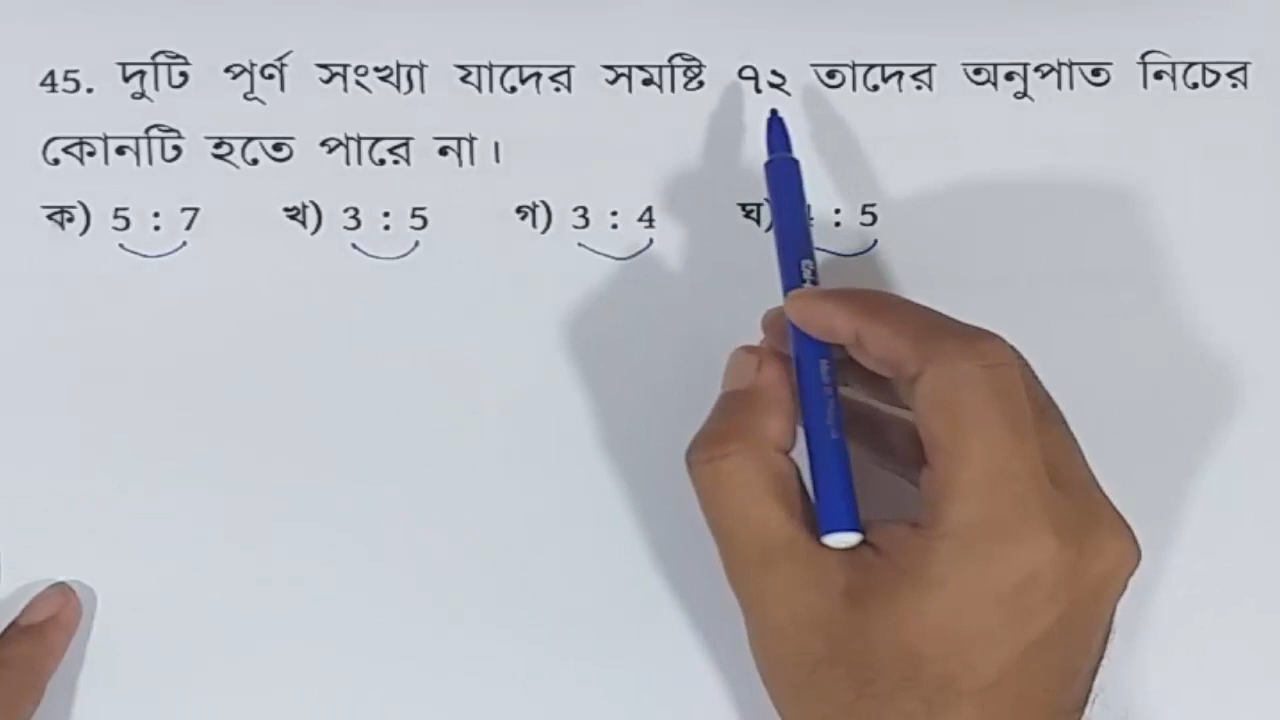 45. দুটি পূর্ণ সংখ্যা যাদের সমষ্টি ৭২ তাদের অনুপাত নিচের
কোনটি হতে পারে না।
ক) 5 : 7 খ) 3 : 5 গ) 3 : 4 ঘ) : 5